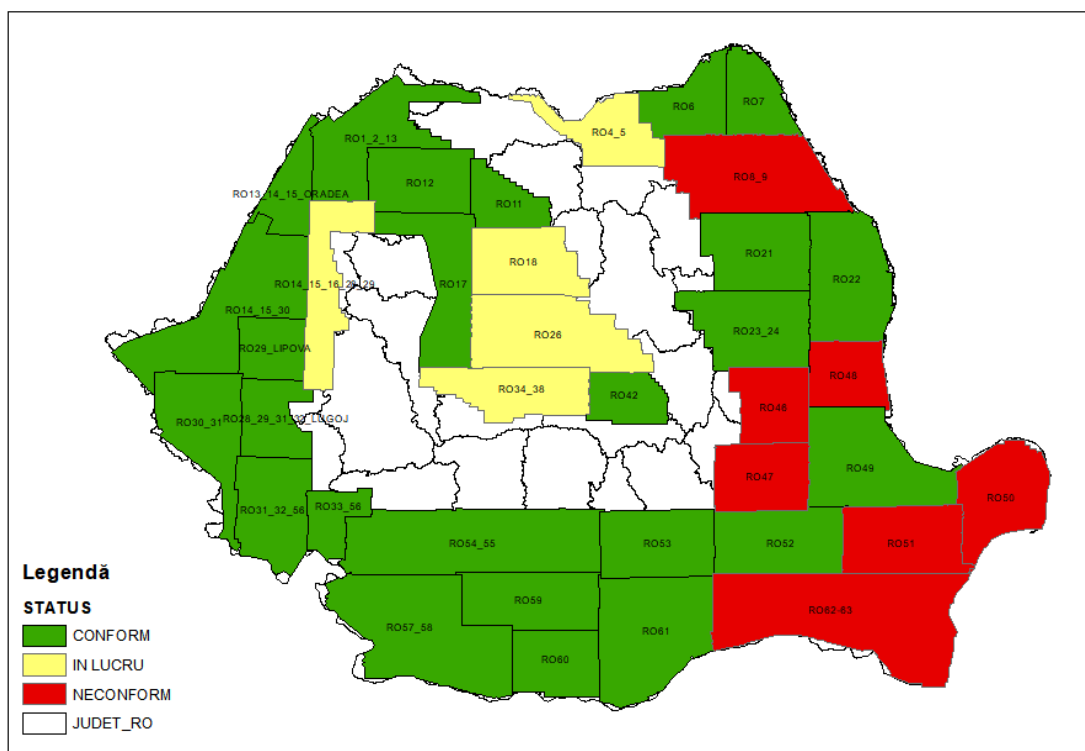 RO6
RO7
RO4_5
RO1_2_13
RO8_9
RO12
RO13_14_15_ORADEA
RO11
RO21
RO18
RO22
RO14_15_16_28_29
RO17
RO14_15_30
RO23_24
RO26
RO29_LIPOVA
RO48
RO34_38
RO42
RO46
RO30_31
RO28_29_31_32_LUGOJ
RO49
RO47
RO50
RO33_56
RO31_32_56
RO54_55
RO53
RO52
RO51
Legendă
STATUS
CONFORM
IN LUCRU
NECONFORM
JUDET_RO
RO59
RO62-63
RO57_58
RO61
RO60